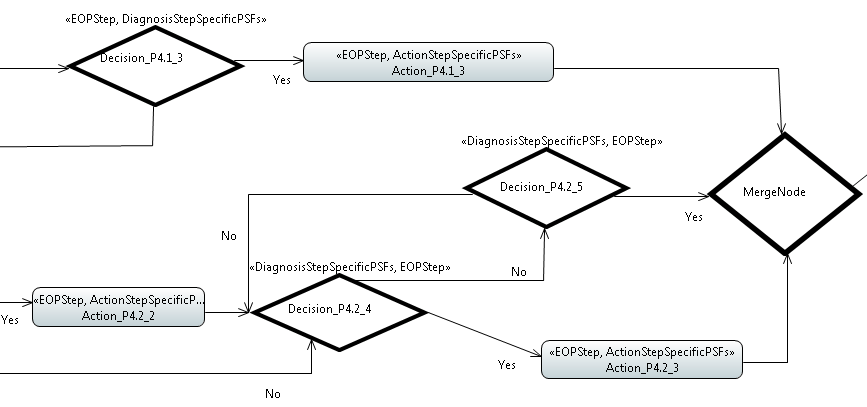 «EOPStep, DiagnosisStepSpecificPSFs»
Decision_P4.1_3
Yes
«EOPStep, ActionStepSpecificPSFs»
Action_P4.1_3
«DiagnosisStepSpecificPSFs, EOPStep»
Decision_P4.2_5
Yes
MergeNode
No
«DiagnosisStepSpecificPSFs, EOPStep»
No
Decision_P4.2_4
Yes
«EOPStep, ActionStepSpecificP...
Action_P4.2_2
Yes
«EOPStep, ActionStepSpecificPSFs»
Action_P4.2_3
No